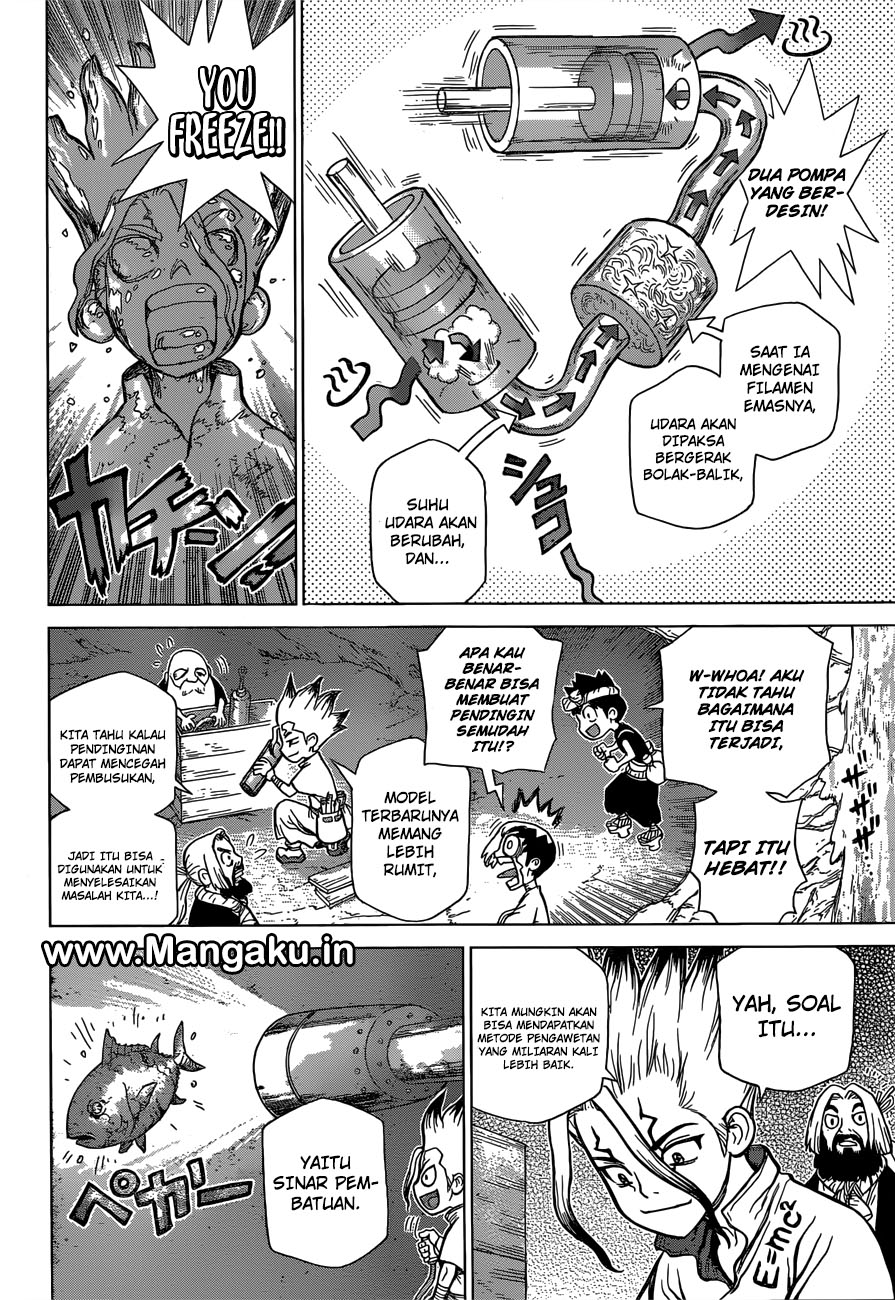 DUA POMPA
YANG BER-
DESIN!
SAAT IA
MENGENAI
FILAMEN
EMASNYA,
UDARA AKAN
DIPAKSA
BERGERAK
BOLAK-BALIK,
SUHU
UDARA AKAN
BERUBAH,
DAN...
シュコ
YOU
FREEZE!!
カチーン
W-WHOA! AKU
TIDAK TAHU
BAGAIMANA
ITU BISA
TERJADI,
TAPI ITU
HEBAT!!
APA KAU
BENAR-
BENAR BISA
MEMBUAT
PENDINGIN
SEMUDAH
ITU!?
MODEL
TERBARUNYA
MEMANG
LEBIH
RUMIT,
KITA TAHU KALAU
PENDINGINAN
DAPAT MENCEGAH
PEMBUSUKAN,
JADI ITU BISA
DIGUNAKAN UNTUK
MENYELESAIKAN
MASALAH KITA...!
www.Mangaku.in
YAH, SOAL
ITU...
KITA MUNGKIN AKAN
BISA MENDAPATKAN
METODE PENGAWETAN
YANG MILIARAN KALI
LEBIH BAIK.
E=mc²
YAITU
SINAR PEM-
BATUAN.
ペカー